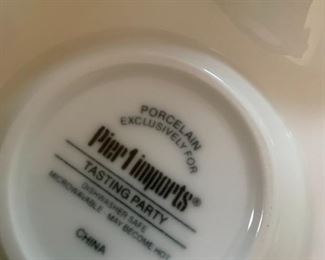 PORCELAIN
EXCLUSIVELY FOR
Pier 1 imports®
TASTING PARTY
DISHWASHER SAFE
MICROWAVABLE MAY BECOME HOT
CHINA